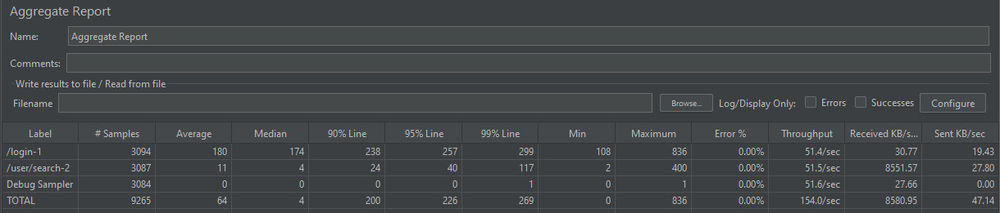 Aggregate Report
Name: Aggregate Report
Comments:
Write results to file / Read from file
Filename Browse... Log/Display Only: Errors Successes Configure
Label # Samples Average Median 90% Line 95% Line 99% Line Min Maximum Error % Throughput Received KB/s... Sent KB/sec
/login-1 3094 180 174 238 257 299 108 836 0.00% 51.4/sec 30.77 19.43
/user/search-2 3087 11 4 24 40 117 2 400 0.00% 51.5/sec 8551.57 27.80
Debug Sampler 3084 0 0 0 0 1 0 1 0.00% 51.6/sec 27.66 0.00
TOTAL 9265 64 4 200 226 269 0 836 0.00% 154.0/sec 8580.95 47.14